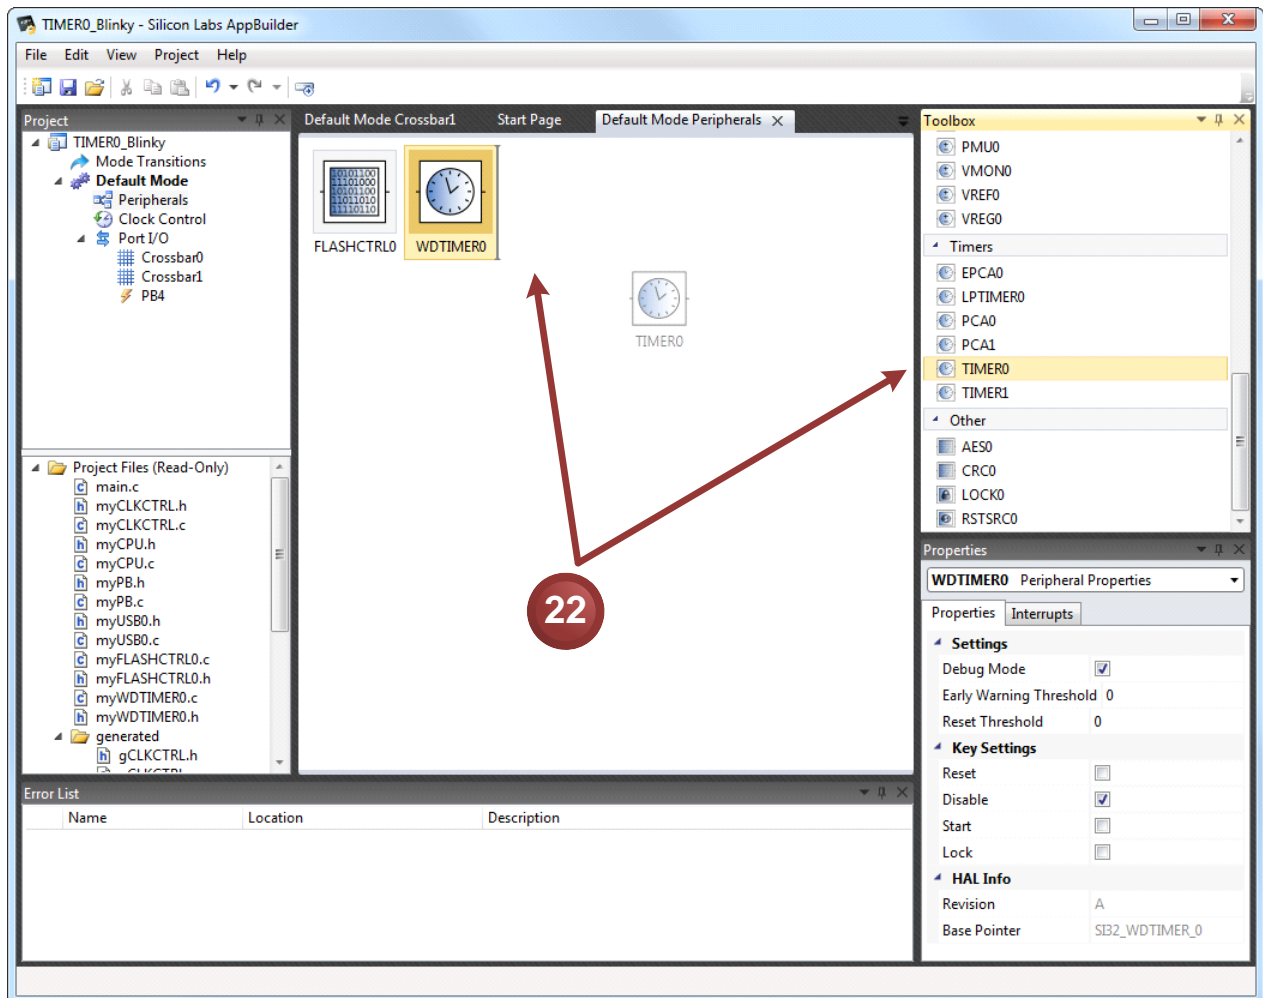 TIMER0_Blinky - Silicon Labs AppBuilder
File Edit View Project Help
Project
TIMER0_Blinky
Mode Transitions
Default Mode
Peripherals
Clock Control
Port I/O
Crossbar0
Crossbar1
PB4
Project Files (Read-Only)
main.c
myCLKCTRL.h
myCLKCTRL.c
myCPU.h
myCPU.c
myPB.h
myPB.c
myUSB0.h
myUSB0.c
myFLASHCTRL0.c
myFLASHCTRL0.h
myWDTIMER0.c
myWDTIMER0.h
generated
gCLKCTRL.h
Default Mode Crossbar1 Start Page Default Mode Peripherals
10101100
11101000
10101100
11011010
11110110
FLASHCTRL0 WDTIMER0
TIMER0
22
Toolbox
PMU0
VMON0
VREF0
VREG0
Timers
EPCA0
LPTIMER0
PCA0
PCA1
TIMER0
TIMER1
Other
AES0
CRC0
LOCK0
RSTSRC0
Properties
WDTIMER0 Peripheral Properties
Properties Interrupts
Settings
Debug Mode
Early Warning Threshold 0
Reset Threshold 0
Key Settings
Reset
Disable
Start
Lock
HAL Info
Revision A
Base Pointer SI32_WDTIMER_0
Error List
Name Location Description